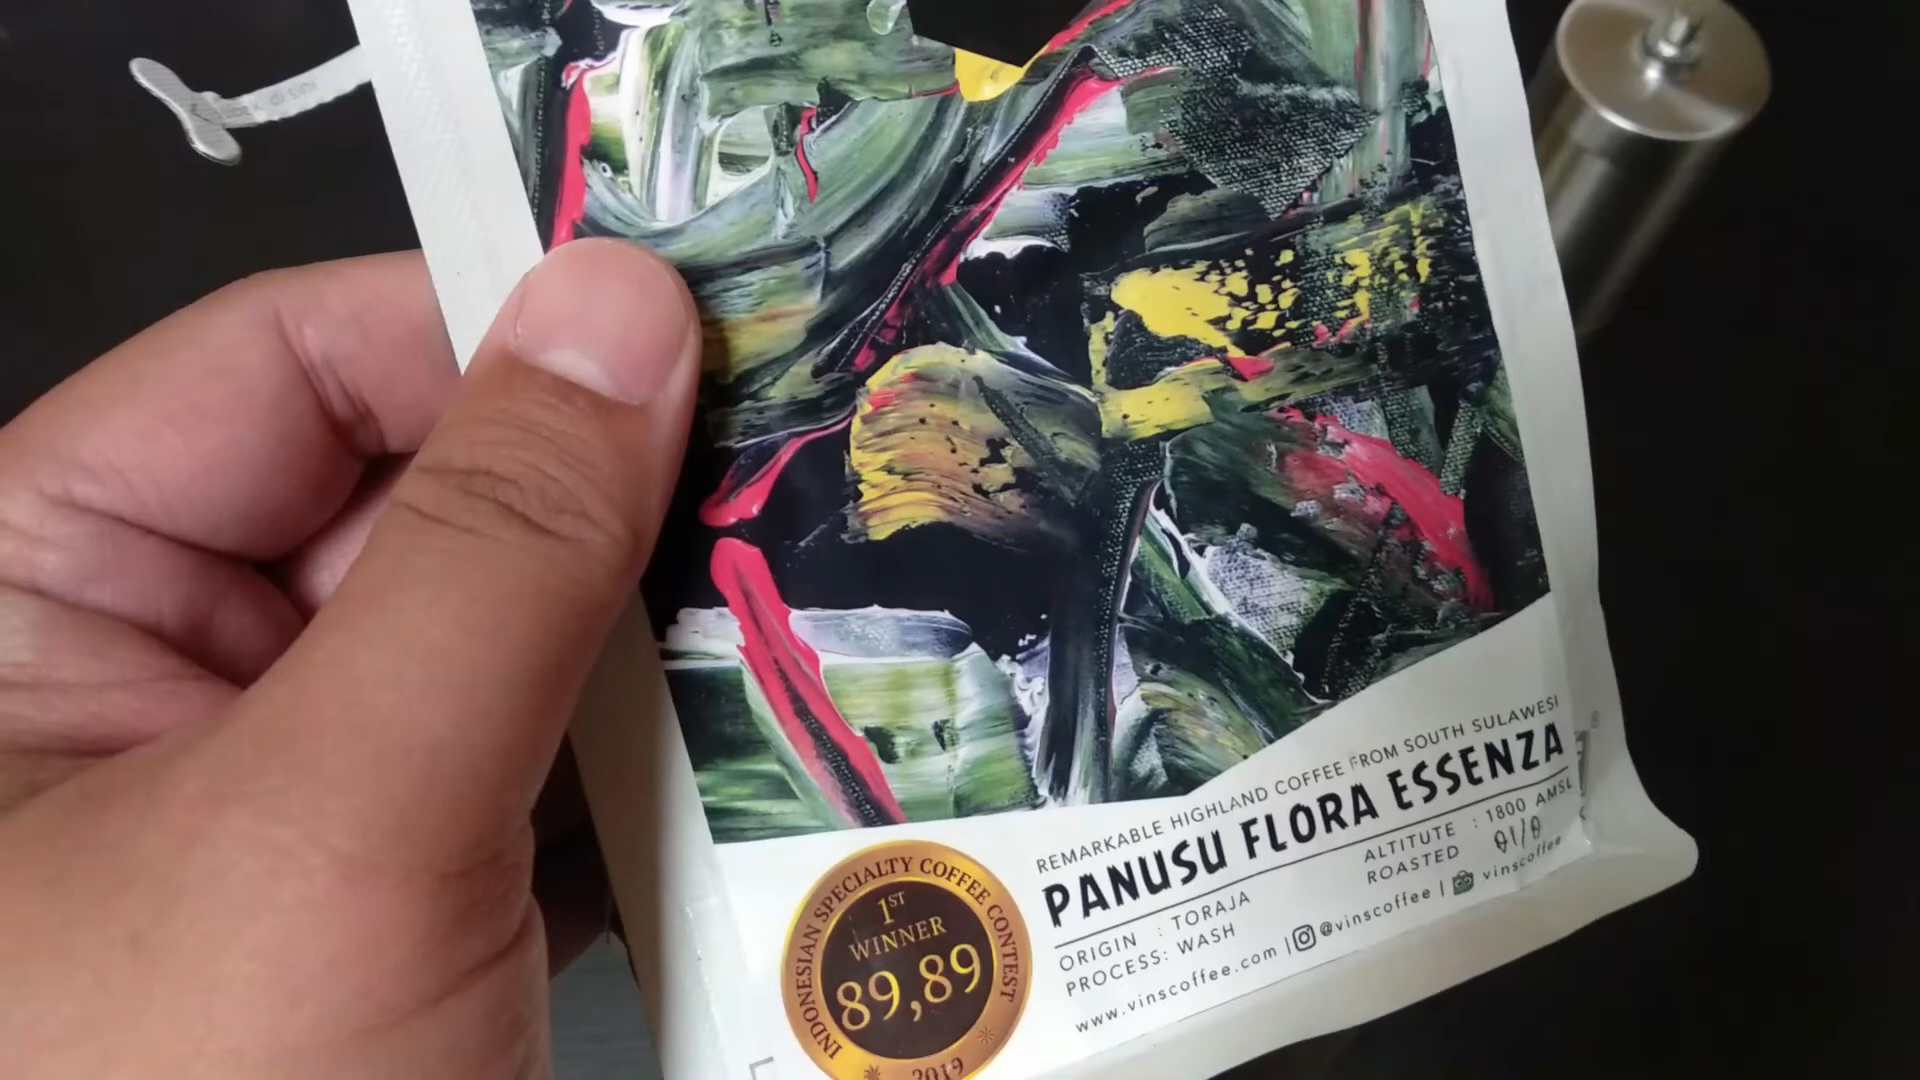 REMARKABLE HIGHLAND COFFEE FROM SOUTH SULAWESI
PANUSU FLORA ESSENZA
ORIGIN : TORAJA
PROCESS: WASH
ALTITUTE : 1800 AMSL
ROASTED
www.vinscoffee.com | @vinscoffee | vinscoffee
INDONESIAN SPECIALTY COFFEE CONTEST
1ST
WINNER
89,89
2019